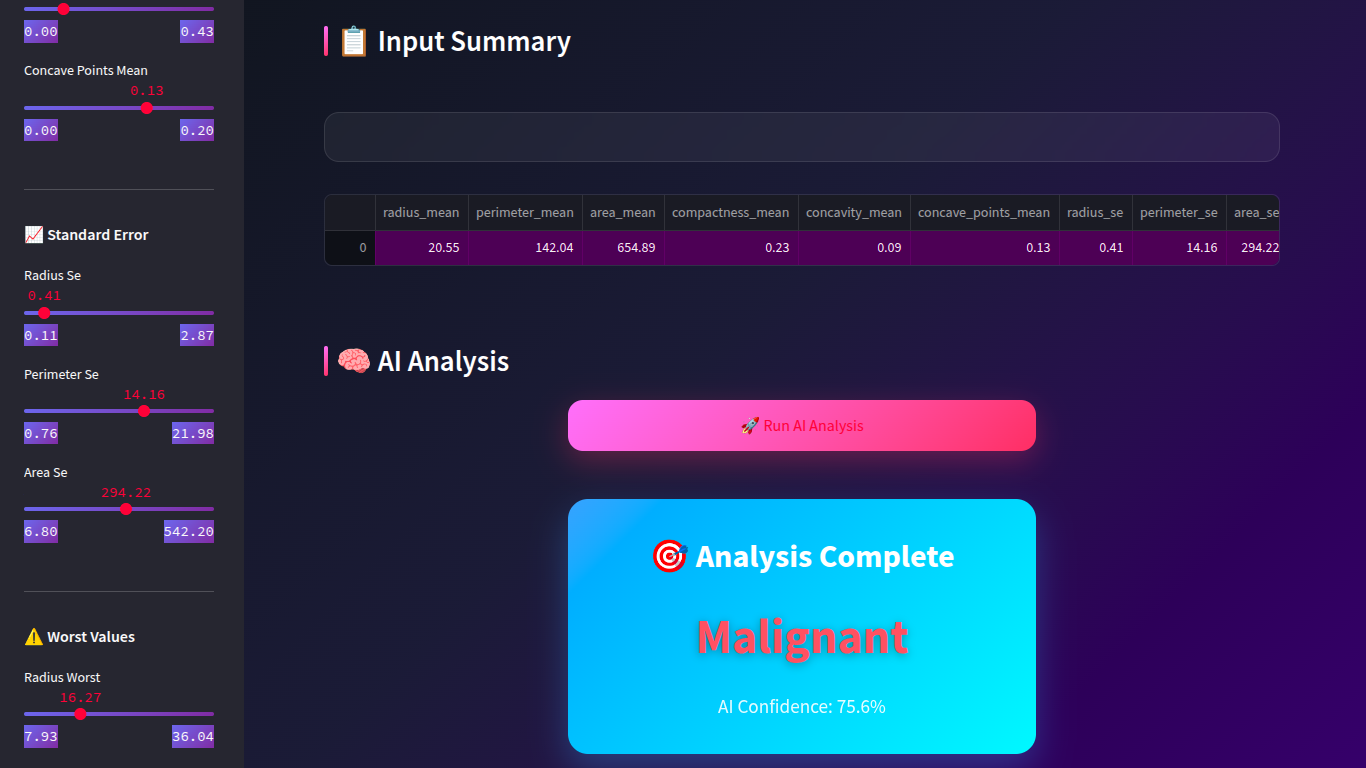 0.00 0.43
Concave Points Mean
0.13
0.00 0.20
📈 Standard Error
Radius Se
0.41
0.11 2.87
Perimeter Se
14.16
0.76 21.98
Area Se
294.22
6.80 542.20
⚠️ Worst Values
Radius Worst
16.27
7.93 36.04
📋 Input Summary
radius_mean perimeter_mean area_mean compactness_mean concavity_mean concave_points_mean radius_se perimeter_se area_se
0 20.55 142.04 654.89 0.23 0.09 0.13 0.41 14.16 294.22
🧠 AI Analysis
🚀 Run AI Analysis
🎯 Analysis Complete
Malignant
AI Confidence: 75.6%